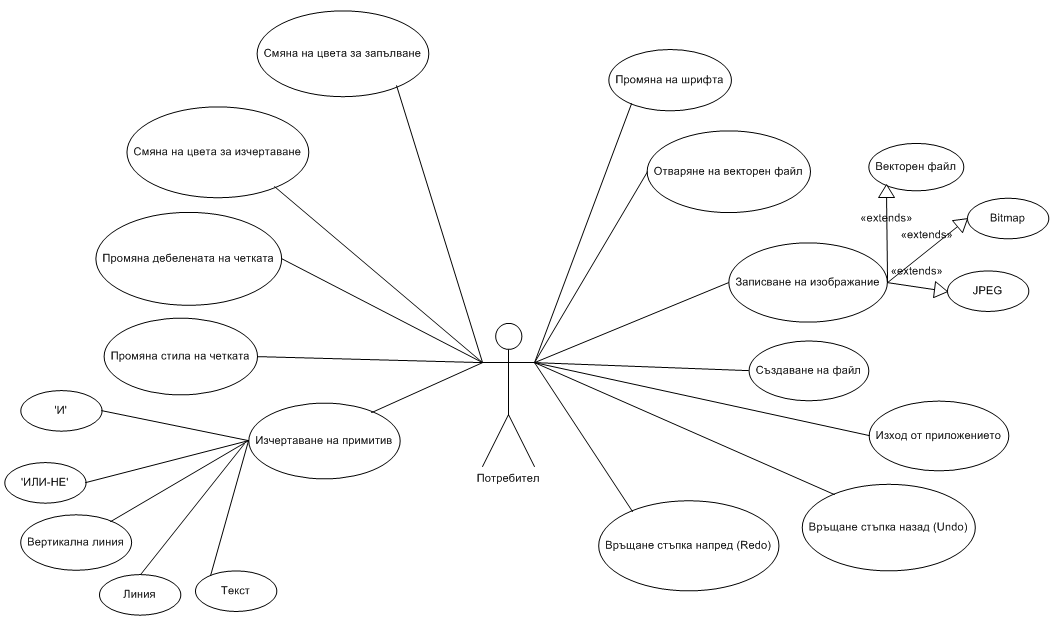 Смяна на цвета за запълване
Промяна на шрифта
Смяна на цвета за изчертаване
Отваряне на векторен файл
Векторен файл
«extends»
Bitmap
«extends»
Промяна дебелената на четката
«extends»
Записване на изображание
JPEG
Промяна стила на четката
Създаване на файл
'И'
Изчертаване на примитив
Изход от приложението
Потребител
'ИЛИ-НЕ'
Вертикална линия
Връщане стъпка напред (Redo)
Връщане стъпка назад (Undo)
Линия
Текст